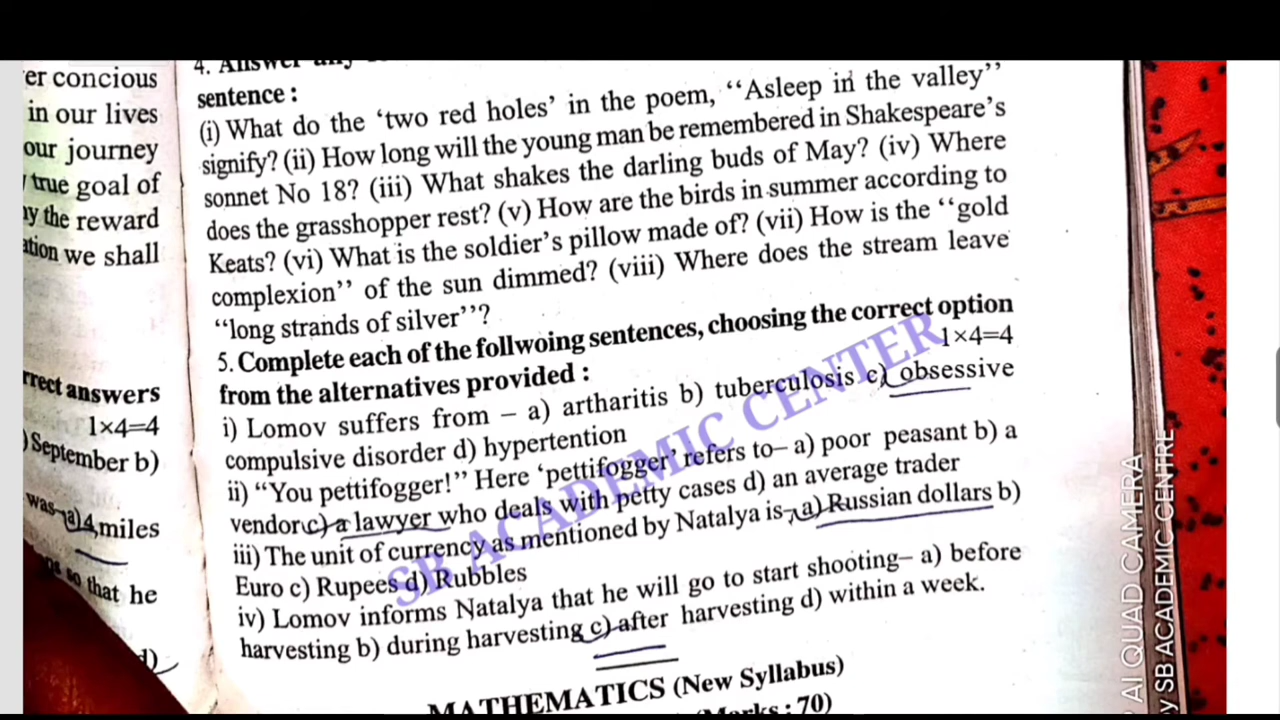 er concious
in our lives
our journey
true goal of
y the reward
ation we shall
rrect answers
1×4=4
) September b)
was–a)4 miles
so that he
d)
4. Answer any
sentence :
(i) What do the ‘two red holes’ in the poem, ‘‘Asleep in the valley’’
signify? (ii) How long will the young man be remembered in Shakespeare’s
sonnet No 18? (iii) What shakes the darling buds of May? (iv) Where
does the grasshopper rest? (v) How are the birds in summer according to
Keats? (vi) What is the soldier’s pillow made of? (vii) How is the ‘‘gold
complexion’’ of the sun dimmed? (viii) Where does the stream leave
‘‘long strands of silver’’?
5. Complete each of the follwoing sentences, choosing the correct option
from the alternatives provided : 1×4=4
i) Lomov suffers from – a) artharitis b) tuberculosis c) obsessive
compulsive disorder d) hypertention
ii) “You pettifogger!” Here ‘pettifogger’ refers to– a) poor peasant b) a
vendor c) a lawyer who deals with petty cases d) an average trader
iii) The unit of currency as mentioned by Natalya is– a) Russian dollars b)
Euro c) Rupees d) Rubbles
iv) Lomov informs Natalya that he will go to start shooting– a) before
harvesting b) during harvesting c) after harvesting d) within a week.
MATHEMATICS (New Syllabus)
(Marks : 70)
SB ACADEMIC CENTER
AI QUAD CAMERA
y SB ACADEMIC CENTRE